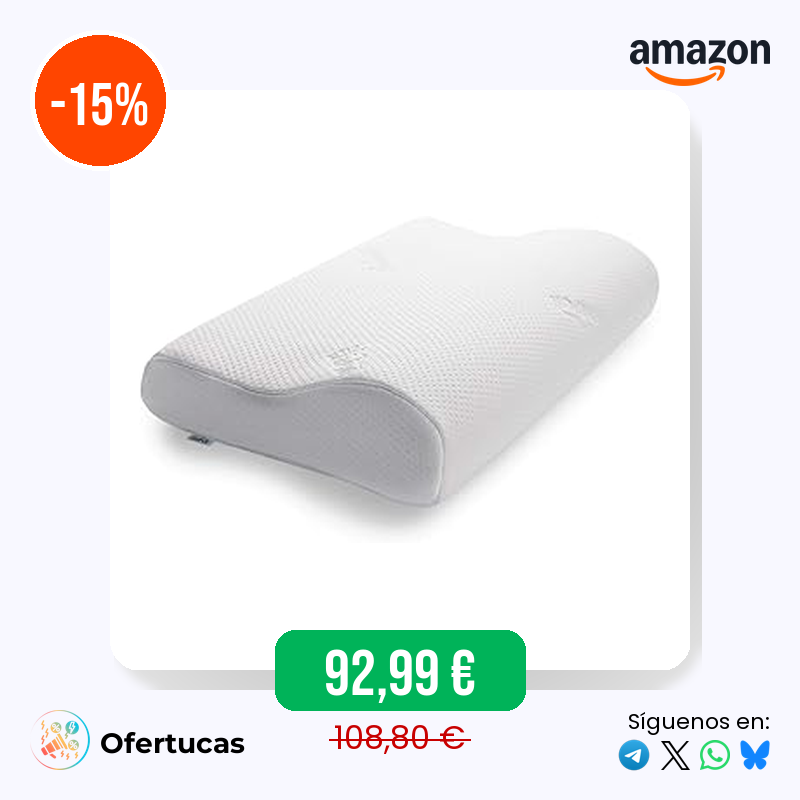 -15%
amazon
92,99 €
108,80 €
Ofertucas
Síguenos en: